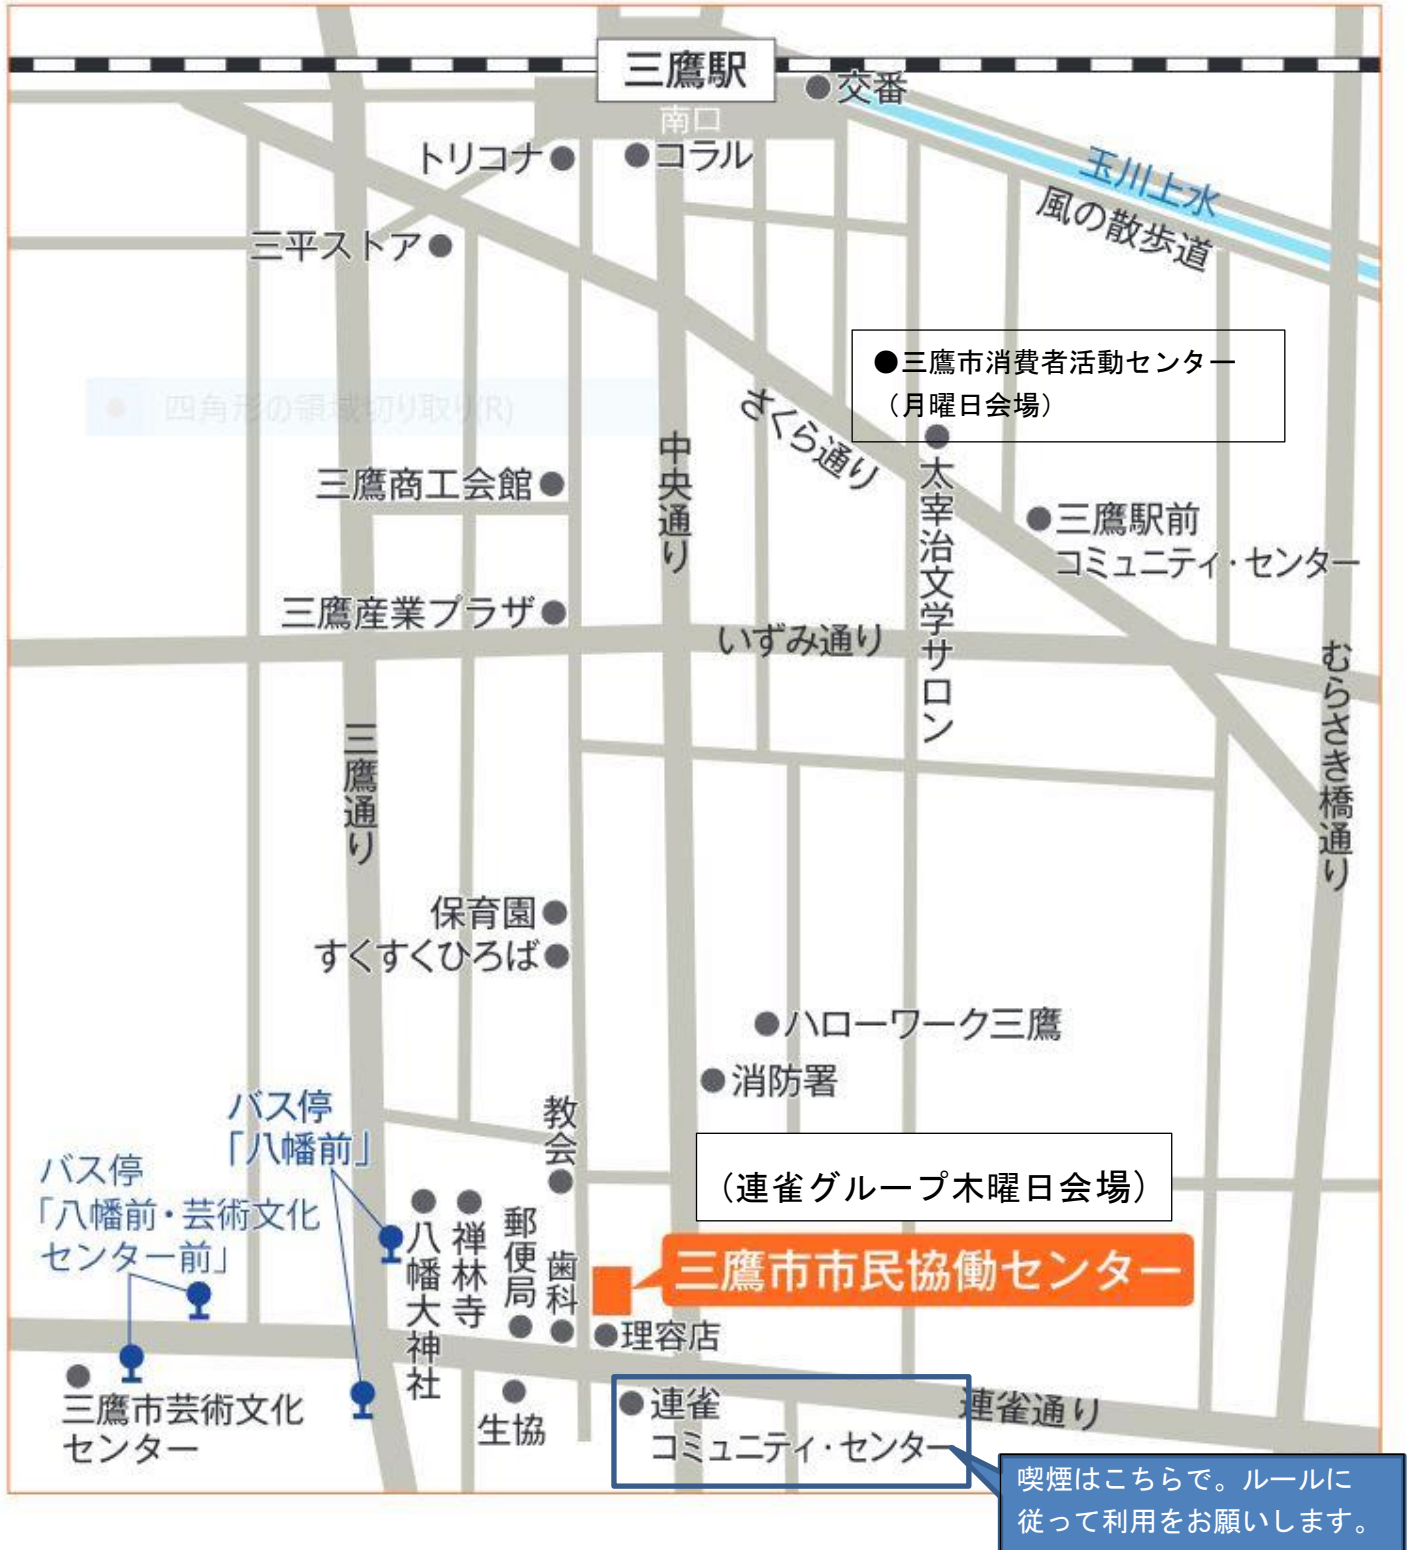 三鷹駅
南口
交番
トリコナ
コラル
玉川上水
風の散歩道
三平ストア
●三鷹市消費者活動センター
（月曜日会場）
四角形の領域切り取り(R)
さくら通り
中央通り
三鷹商工会館
太宰治文学サロン
三鷹駅前
コミュニティ・センター
三鷹産業プラザ
いずみ通り
むらさき橋通り
三鷹通り
保育園
すくすくひろば
ハローワーク三鷹
消防署
バス停
「八幡前」
教会
バス停
「八幡前・芸術文化
センター前」
（連雀グループ木曜日会場）
八幡大神社
禅林寺
郵便局
歯科
三鷹市市民協働センター
理容店
三鷹市芸術文化
センター
生協
連雀
コミュニティ・センター
連雀通り
喫煙はこちらで。ルールに
従って利用をお願いします。